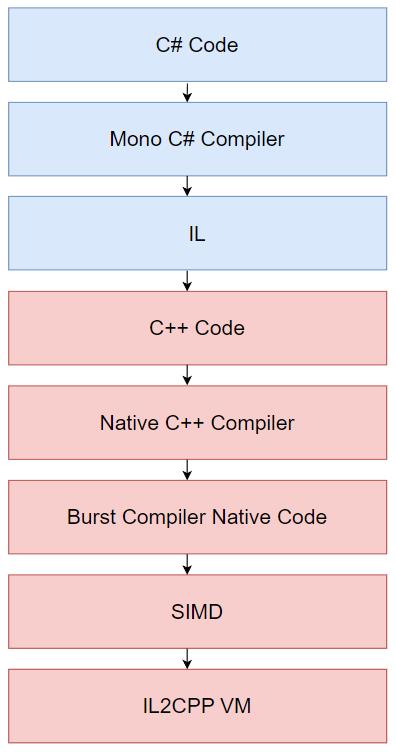 C# Code
Mono C# Compiler
IL
C++ Code
Native C++ Compiler
Burst Compiler Native Code
SIMD
IL2CPP VM